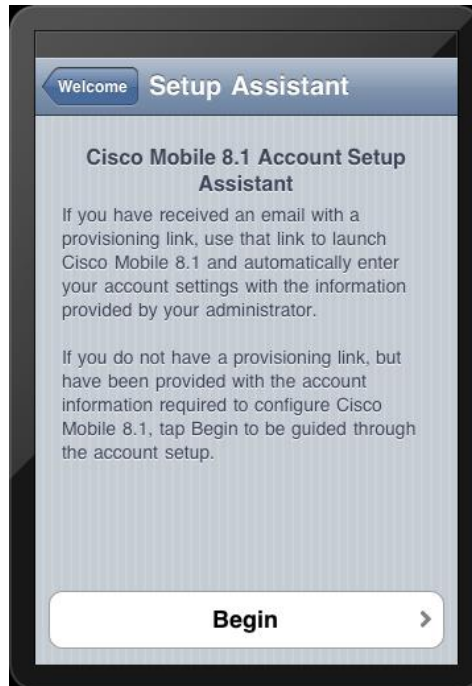 Welcome
Setup Assistant
Cisco Mobile 8.1 Account Setup
Assistant
If you have received an email with a
provisioning link, use that link to launch
Cisco Mobile 8.1 and automatically enter
your account settings with the information
provided by your administrator.
If you do not have a provisioning link, but
have been provided with the account
information required to configure Cisco
Mobile 8.1, tap Begin to be guided through
the account setup.
Begin